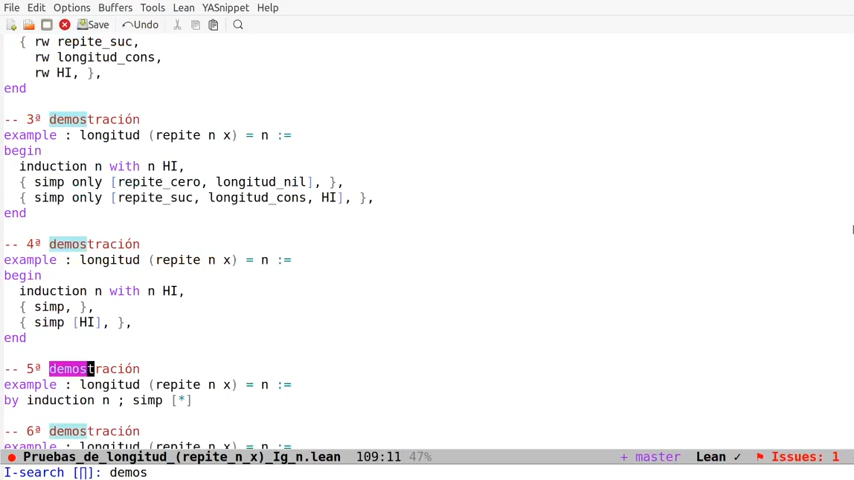 File Edit Options Buffers Tools Lean YASnippet Help
Save Undo
{ rw repite_suc,
rw longitud_cons,
rw HI, },
end
-- 3ª demostración
example : longitud (repite n x) = n :=
begin
induction n with n HI,
{ simp only [repite_cero, longitud_nil], },
{ simp only [repite_suc, longitud_cons, HI], },
end
-- 4ª demostración
example : longitud (repite n x) = n :=
begin
induction n with n HI,
{ simp, },
{ simp [HI], },
end
-- 5ª demostración
example : longitud (repite n x) = n :=
by induction n ; simp [*]
-- 6ª demostración
example : longitud (repite n x) = n :=
Pruebas_de_longitud_(repite_n_x)_Ig_n.lean 109:11 47% + master Lean ✓ Issues: 1
I-search [∏]: demos